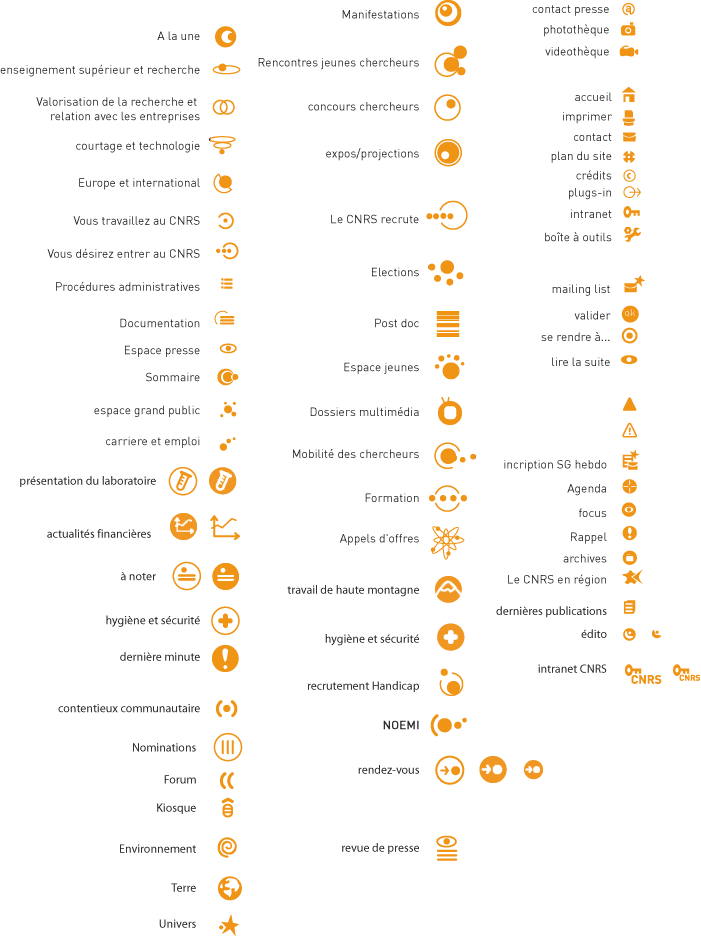 A la une
enseignement supérieur et recherche
Valorisation de la recherche et
relation avec les entreprises
courtage et technologie
Europe et international
Vous travaillez au CNRS
Vous désirez entrer au CNRS
Procédures administratives
Documentation
Espace presse
Sommaire
espace grand public
carriere et emploi
présentation du laboratoire
actualités financières
à noter
hygiène et sécurité
dernière minute
contentieux communautaire
Nominations
Forum
Kiosque
Environnement
Terre
Univers
Manifestations
Rencontres jeunes chercheurs
concours chercheurs
expos/projections
Le CNRS recrute
Elections
Post doc
Espace jeunes
Dossiers multimédia
Mobilité des chercheurs
Formation
Appels d'offres
travail de haute montagne
hygiène et sécurité
recrutement Handicap
NOEMI
rendez-vous
revue de presse
contact presse @
photothèque
videothèque
accueil
imprimer
contact
plan du site
crédits €
plugs-in
intranet
boîte à outils
mailing list
valider ok
se rendre à...
lire la suite
incription SG hebdo
Agenda
focus
Rappel
archives
Le CNRS en région
dernières publications
édito
intranet CNRS CNRS CNRS